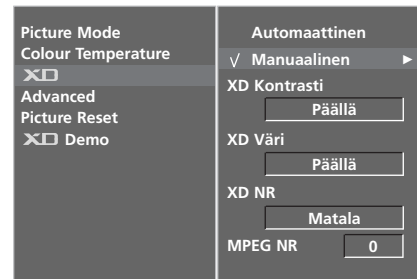 Picture Mode
Colour Temperature
XD
Advanced
Picture Reset
XD Demo
Automaattinen
√ Manuaalinen
XD Kontrasti
Päällä
XD Väri
Päällä
XD NR
Matala
MPEG NR 0